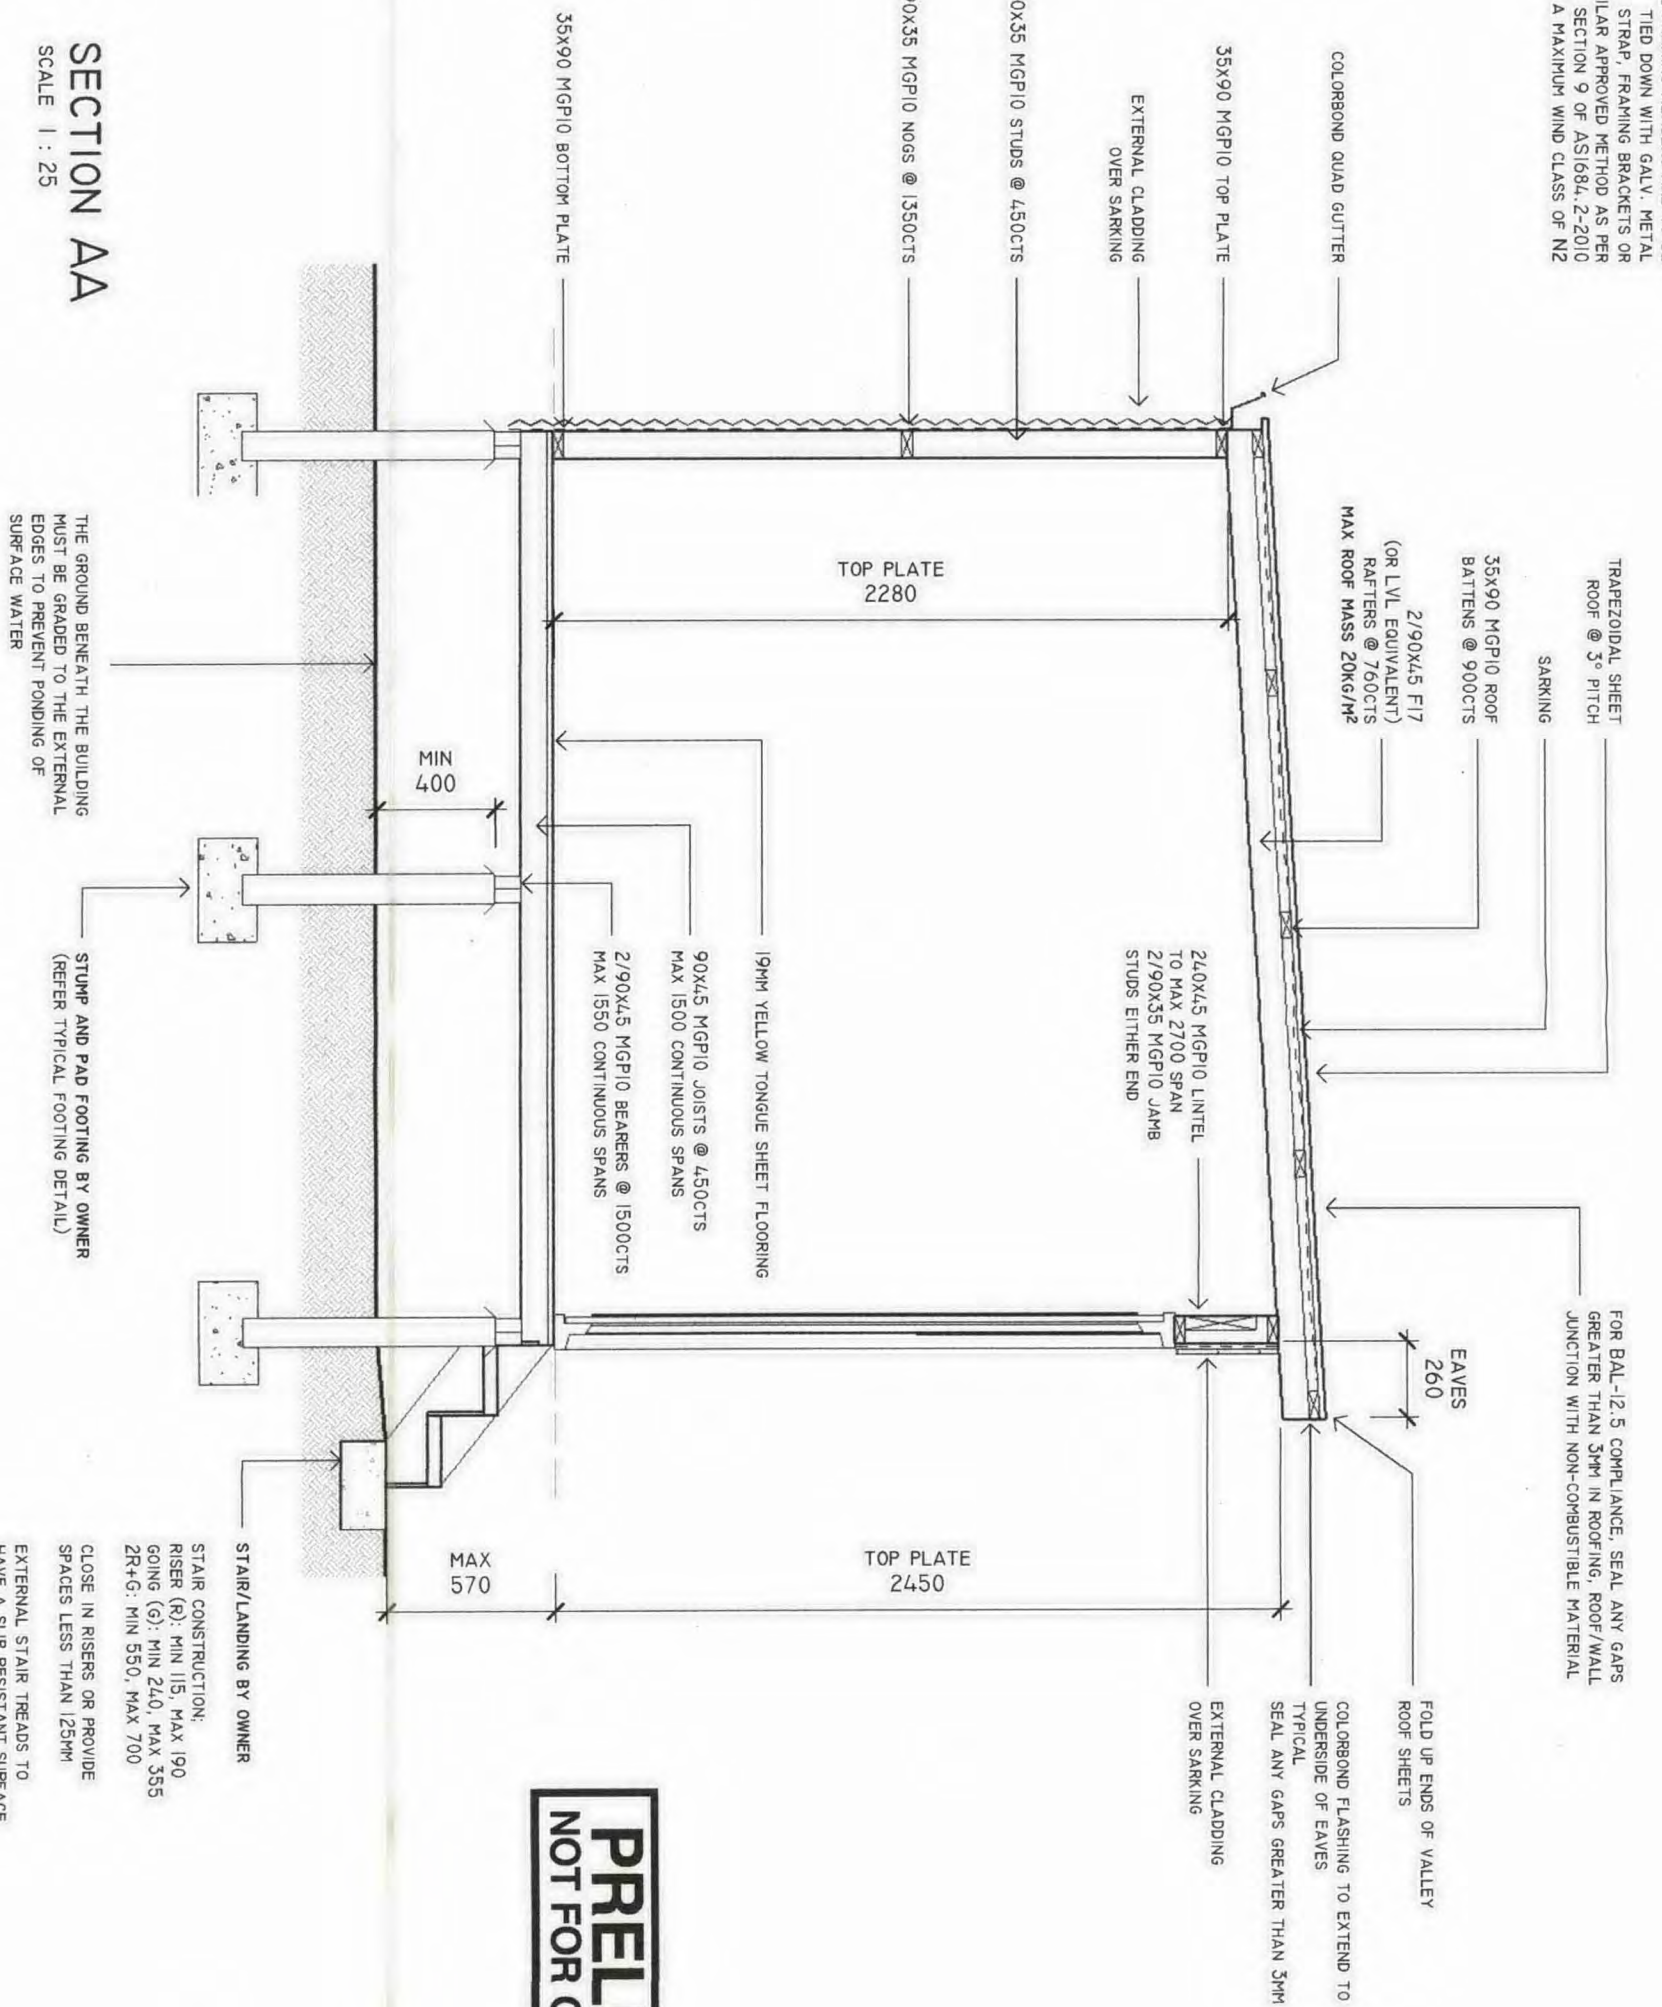 TIED DOWN WITH GALV. METAL
STRAP, FRAMING BRACKETS OR
ILAR APPROVED METHOD AS PER
SECTION 9 OF AS1684.2-2010
A MAXIMUM WIND CLASS OF N2
COLORBOND QUAD GUTTER
35x90 MGP10 TOP PLATE
EXTERNAL CLADDING
OVER SARKING
0x35 MGP10 STUDS @ 450CTS
90x35 MGP10 NOGS @ 1350CTS
35x90 MGP10 BOTTOM PLATE
TRAPEZOIDAL SHEET
ROOF @ 3° PITCH
SARKING
35x90 MGP10 ROOF
BATTENS @ 900CTS
2/90X45 F17
(OR LVL EQUIVALENT)
RAFTERS @ 760CTS
MAX ROOF MASS 20KG/M²
FOR BAL-12.5 COMPLIANCE, SEAL ANY GAPS
GREATER THAN 3MM IN ROOFING, ROOF/WALL
JUNCTION WITH NON-COMBUSTIBLE MATERIAL
EAVES
260
FOLD UP ENDS OF VALLEY
ROOF SHEETS
COLORBOND FLASHING TO EXTEND TO
UNDERSIDE OF EAVES
TYPICAL
SEAL ANY GAPS GREATER THAN 3MM
EXTERNAL CLADDING
OVER SARKING
240x45 MGP10 LINTEL
TO MAX 2700 SPAN
2/90x35 MGP10 JAMB
STUDS EITHER END
TOP PLATE
2280
TOP PLATE
2450
19MM YELLOW TONGUE SHEET FLOORING
90x45 MGP10 JOISTS @ 450CTS
MAX 1500 CONTINUOUS SPANS
2/90x45 MGP10 BEARERS @ 1500CTS
MAX 1550 CONTINUOUS SPANS
MIN
400
MAX
570
THE GROUND BENEATH THE BUILDING
MUST BE GRADED TO THE EXTERNAL
EDGES TO PREVENT PONDING OF
SURFACE WATER
STUMP AND PAD FOOTING BY OWNER
(REFER TYPICAL FOOTING DETAIL)
STAIR/LANDING BY OWNER
STAIR CONSTRUCTION;
RISER (R): MIN 115, MAX 190
GOING (G): MIN 240, MAX 355
2R+G: MIN 550, MAX 700
CLOSE IN RISERS OR PROVIDE
SPACES LESS THAN 125MM
EXTERNAL STAIR TREADS TO
HAVE A SLIP RESISTANT SURFACE
SECTION AA
SCALE 1 : 25
PREL
NOT FOR C